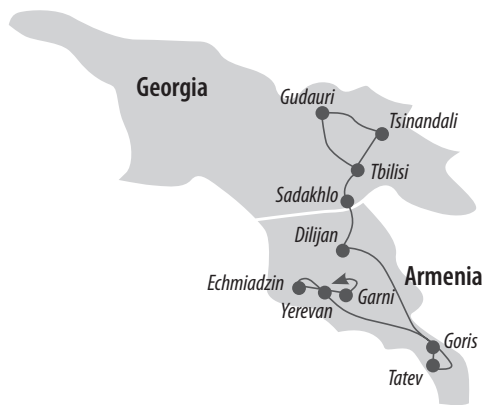 Georgia
Gudauri
Tsinandali
Tbilisi
Sadakhlo
Dilijan
Armenia
Echmiadzin
Yerevan
Garni
Goris
Tatev